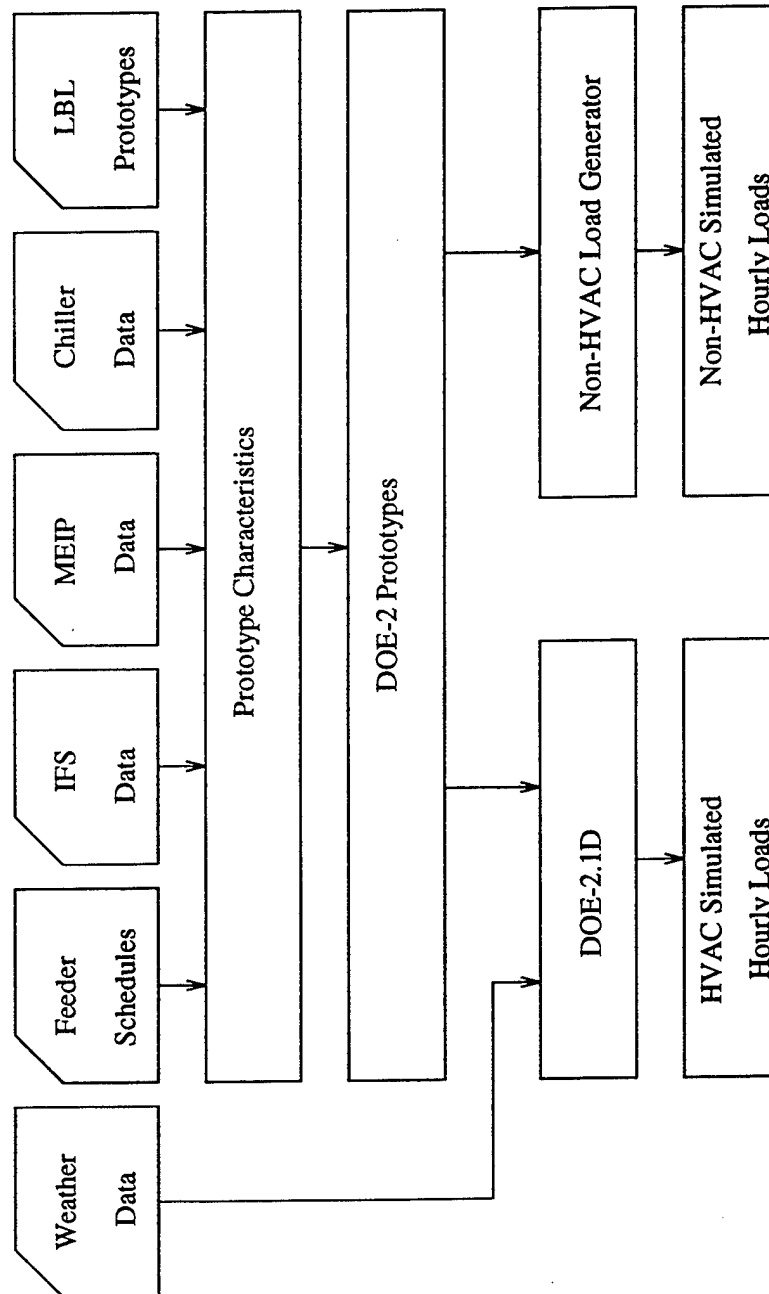 Weather
Data
Feeder
Schedules
IFS
Data
MEIP
Data
Chiller
Data
LBL
Prototypes
Prototype Characteristics
DOE-2 Prototypes
DOE-2.1D
Non-HVAC Load Generator
HVAC Simulated
Hourly Loads
Non-HVAC Simulated
Hourly Loads